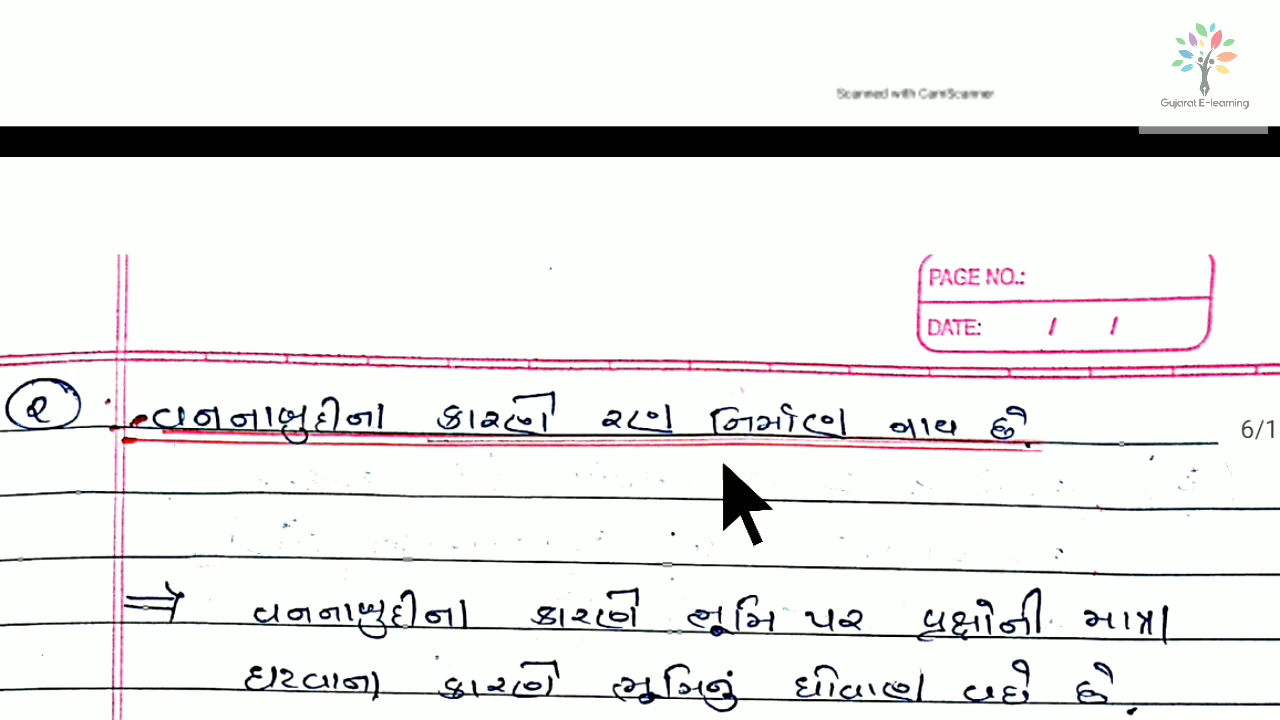 Gujarat E-learning
Scanned with CamScanner
PAGE NO.:
DATE: / /
૨ વનનાબુદીના કારણે રણ નિર્માણ થાય છે.
6/1
⇒ વનનાબુદીના કારણે ભૂમિ પર વૃક્ષોની માત્રા
ઘટવાના કારણે ભૂમિનું ધોવાણ વધે છે.